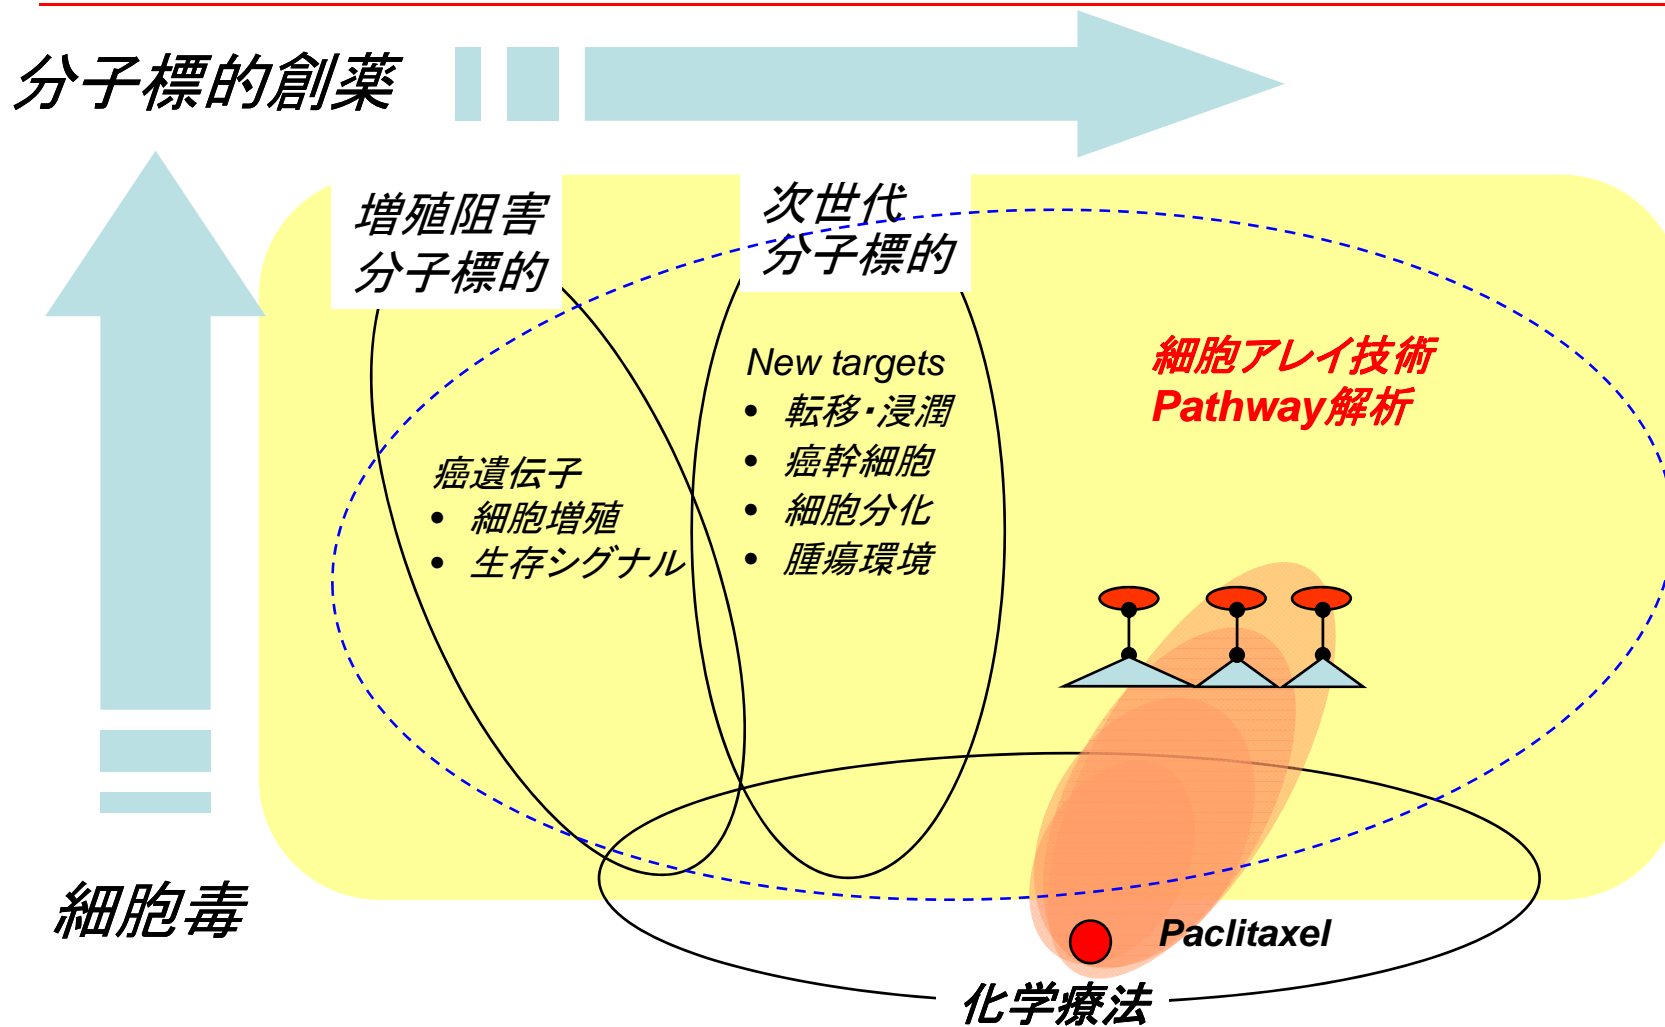 分子標的創薬
増殖阻害
分子標的
次世代
分子標的
細胞アレイ技術
Pathway解析
New targets
• 転移・浸潤
• 癌幹細胞
• 細胞分化
• 腫瘍環境
癌遺伝子
• 細胞増殖
• 生存シグナル
細胞毒
Paclitaxel
化学療法